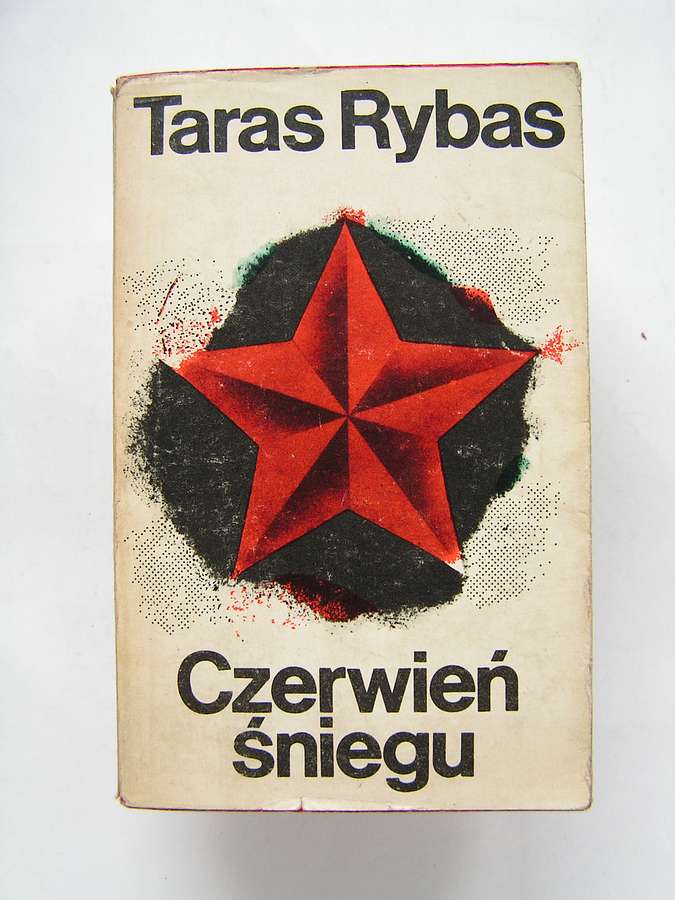 Taras Rybas
Czerwień
śniegu